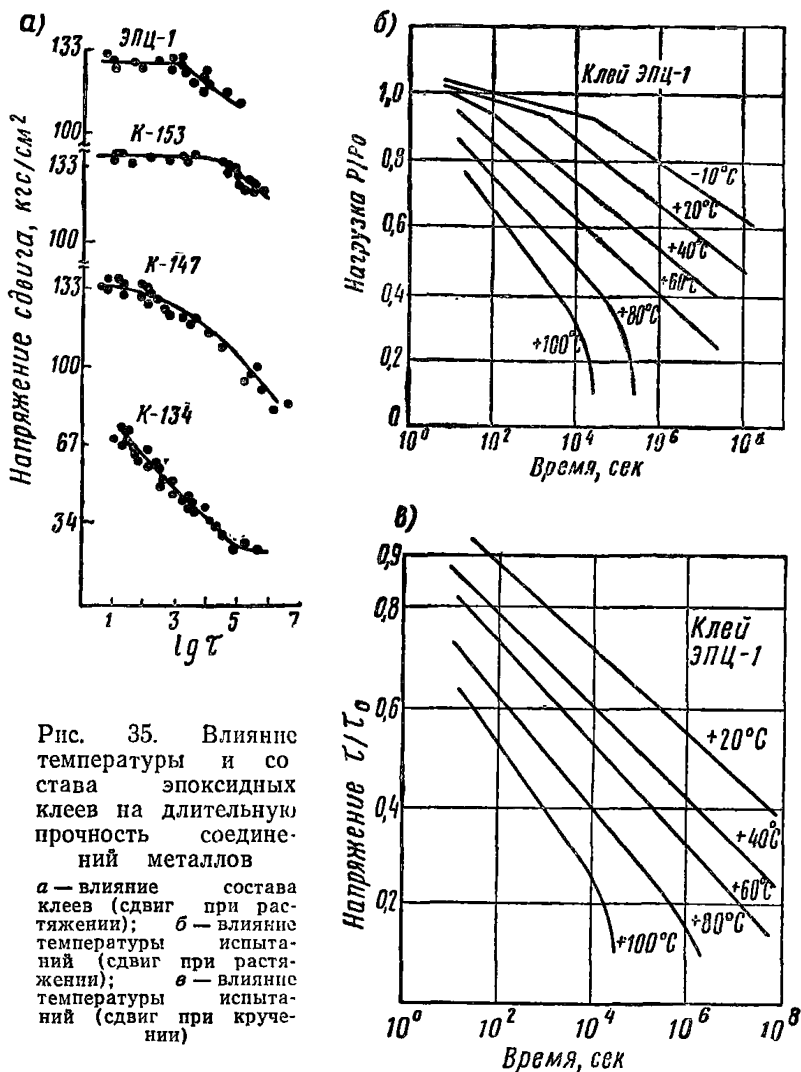 а)
Напряжение сдвига, кгс/см²
133
ЭПЦ-1
100
К-153
133
100
К-147
133
100
К-134
67
34
1 3 5 7
lg τ
б)
Клей ЭПЦ-1
Нагрузка P/P₀
1,0
0,8
0,6
0,4
0,2
0
-10°C
+20°C
+40°C
+60°C
+80°C
+100°C
10⁰ 10² 10⁴ 10⁶ 10⁸
Время, сек
в)
Клей
ЭПЦ-1
Напряжение τ/τ₀
0,9
0,8
0,6
0,4
0,2
+20°C
+40°C
+60°C
+80°C
+100°C
10⁰ 10² 10⁴ 10⁶ 10⁸
Время, сек
Рис. 35. Влияние
температуры и со
става эпоксидных
клеев на длительную
прочность соедине-
ний металлов
а — влияние состава
клеев (сдвиг при рас-
тяжении); б — влияние
температуры испыта-
ний (сдвиг при растя-
жении); в — влияние
температуры испыта-
ний (сдвиг при круче-
нии)